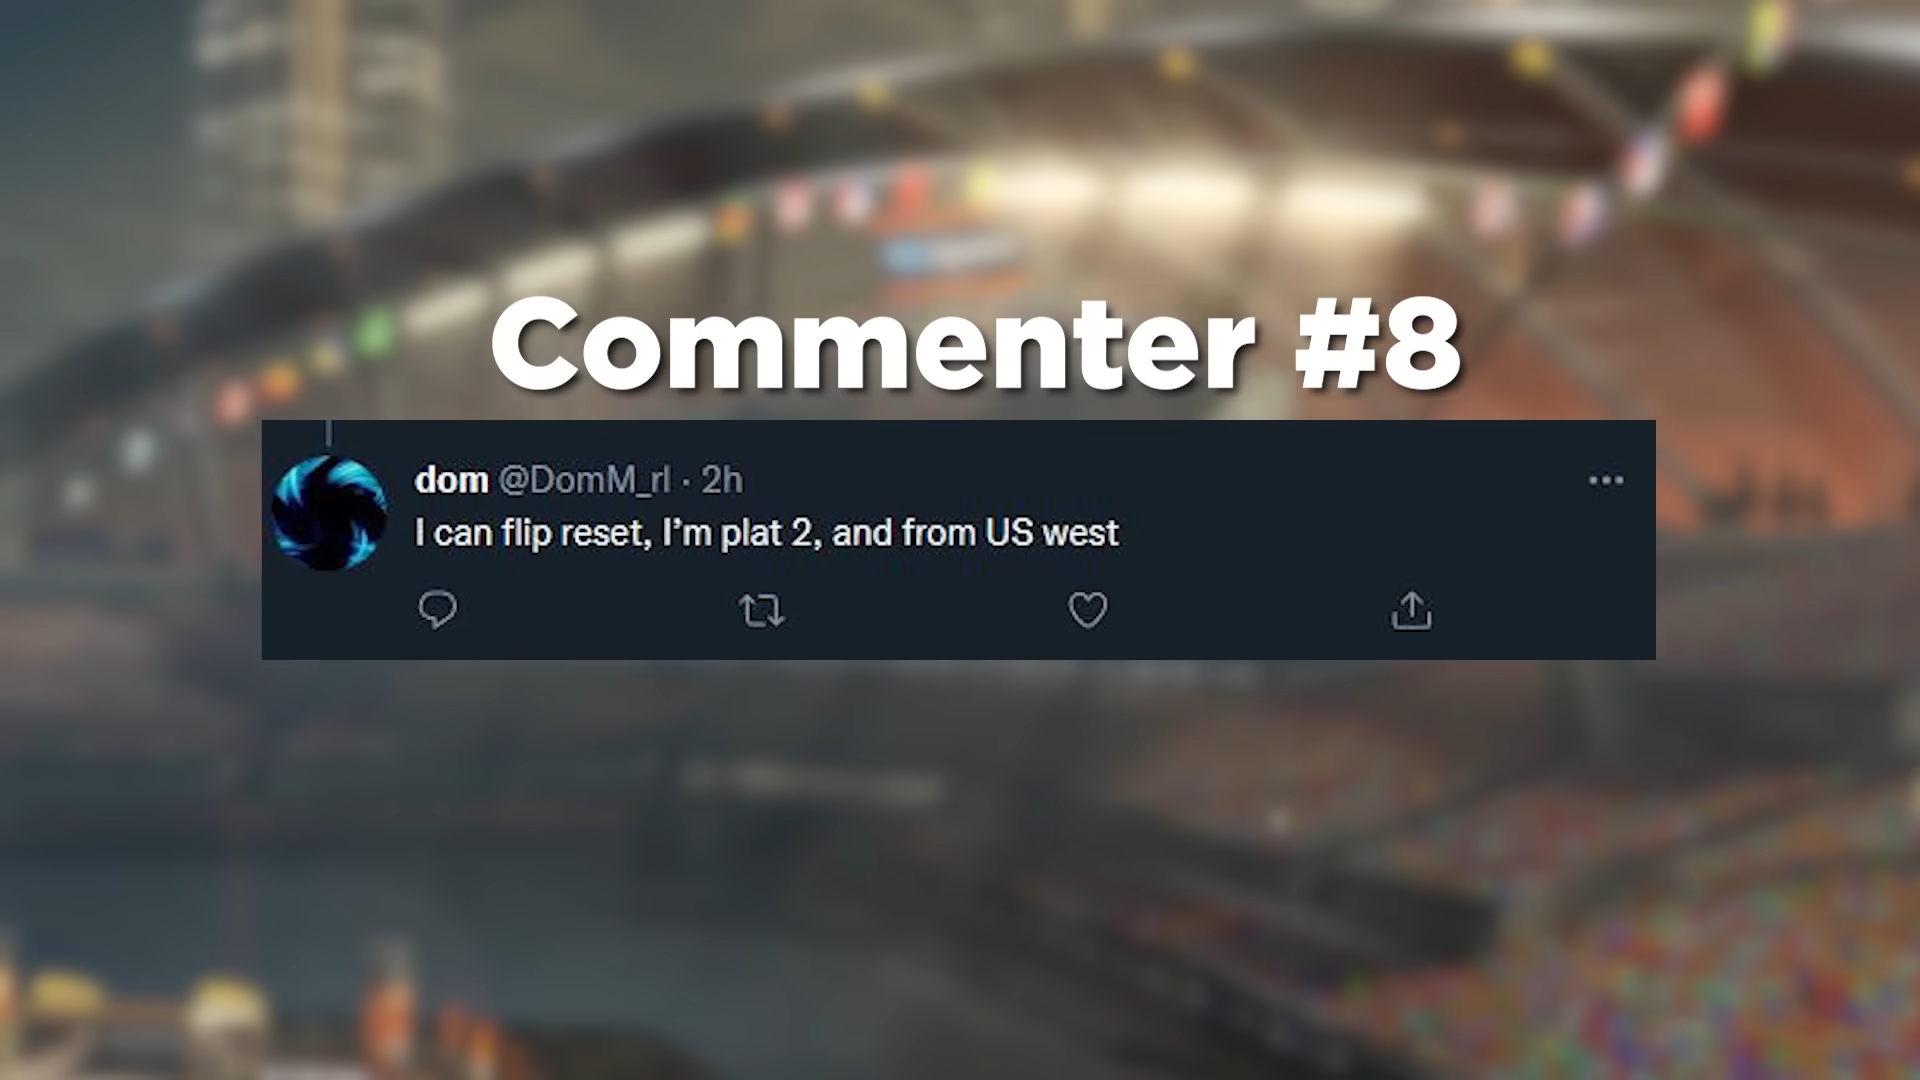 Commenter #8
dom @DomM_rl · 2h
I can flip reset, I’m plat 2, and from US west